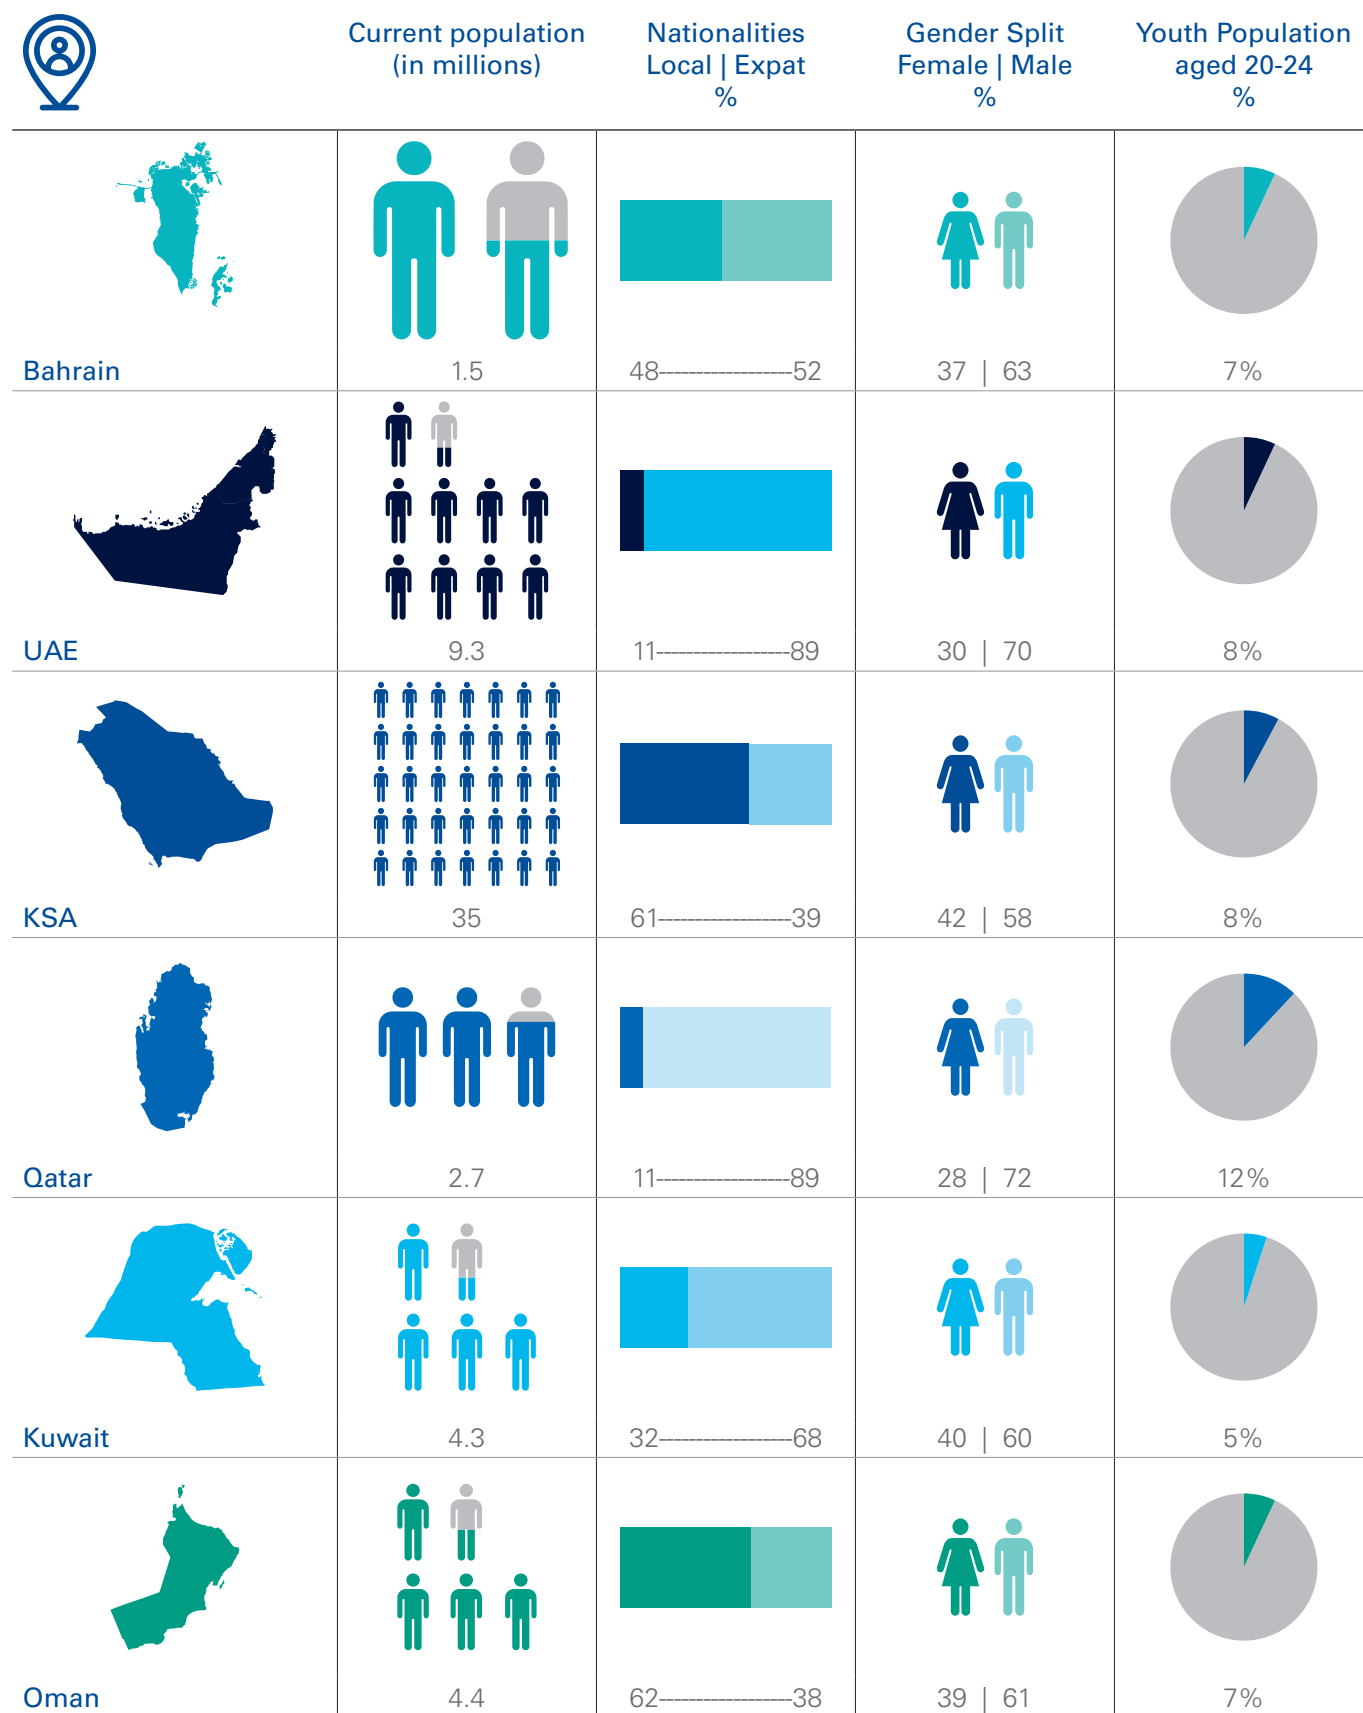 Current population
(in millions)
Nationalities
Local | Expat
%
Gender Split
Female | Male
%
Youth Population
aged 20-24
%
Bahrain
1.5
48------------------52
37 | 63
7%
UAE
9.3
11------------------89
30 | 70
8%
KSA
35
61------------------39
42 | 58
8%
Qatar
2.7
11------------------89
28 | 72
12%
Kuwait
4.3
32------------------68
40 | 60
5%
Oman
4.4
62------------------38
39 | 61
7%